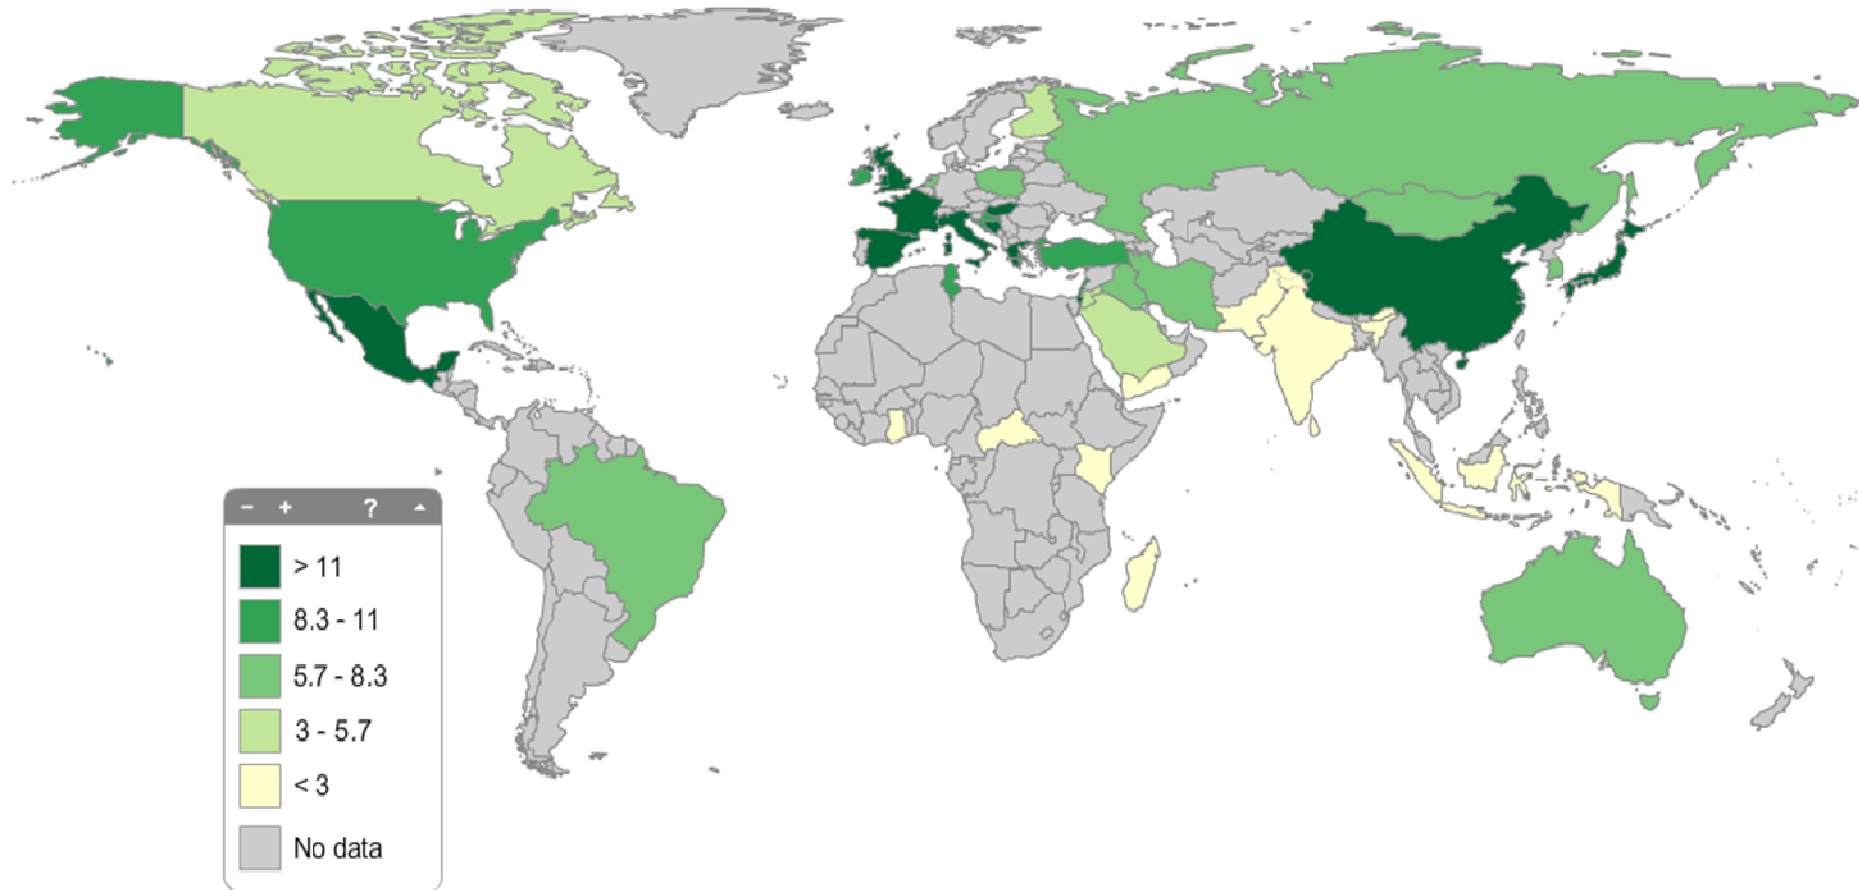 − + ?
> 11
8.3 - 11
5.7 - 8.3
3 - 5.7
< 3
No data